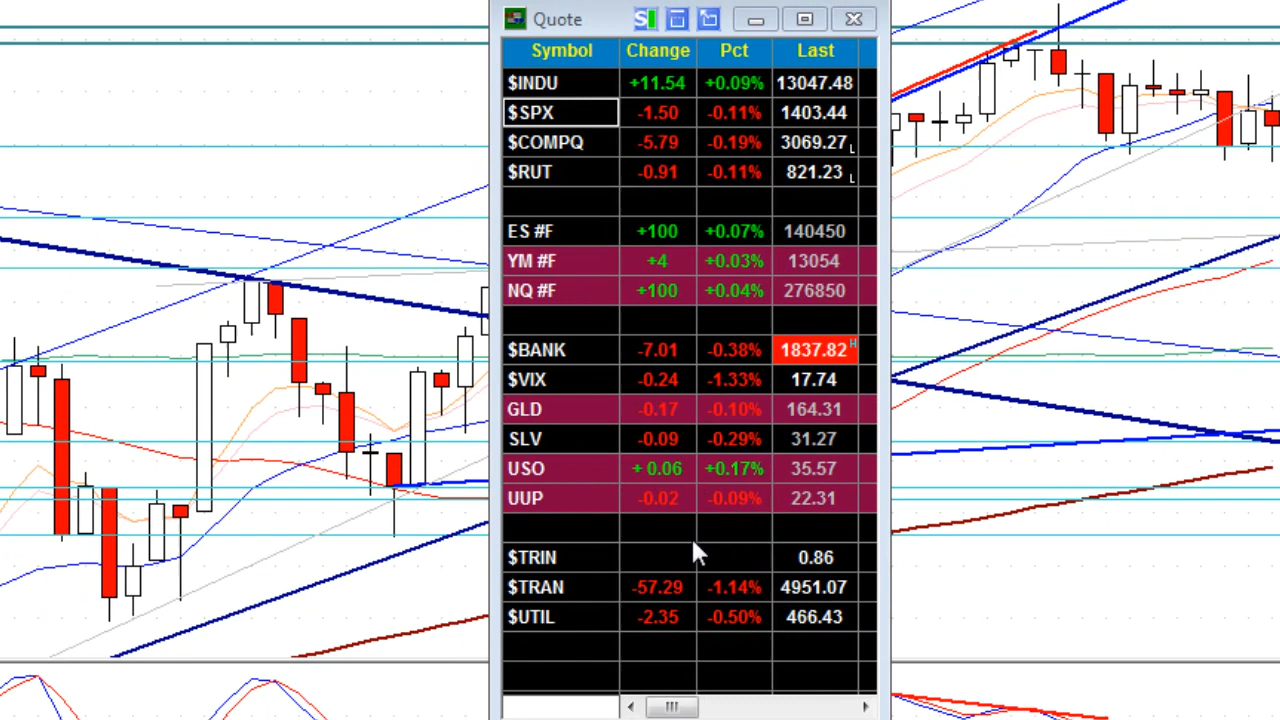 Quote
Symbol Change Pct Last
$INDU +11.54 +0.09% 13047.48
$SPX -1.50 -0.11% 1403.44
$COMPQ -5.79 -0.19% 3069.27 L
$RUT -0.91 -0.11% 821.23 L
ES #F +100 +0.07% 140450
YM #F +4 +0.03% 13054
NQ #F +100 +0.04% 276850
$BANK -7.01 -0.38% 1837.82 H
$VIX -0.24 -1.33% 17.74
GLD -0.17 -0.10% 164.31
SLV -0.09 -0.29% 31.27
USO + 0.06 +0.17% 35.57
UUP -0.02 -0.09% 22.31
$TRIN 0.86
$TRAN -57.29 -1.14% 4951.07
$UTIL -2.35 -0.50% 466.43